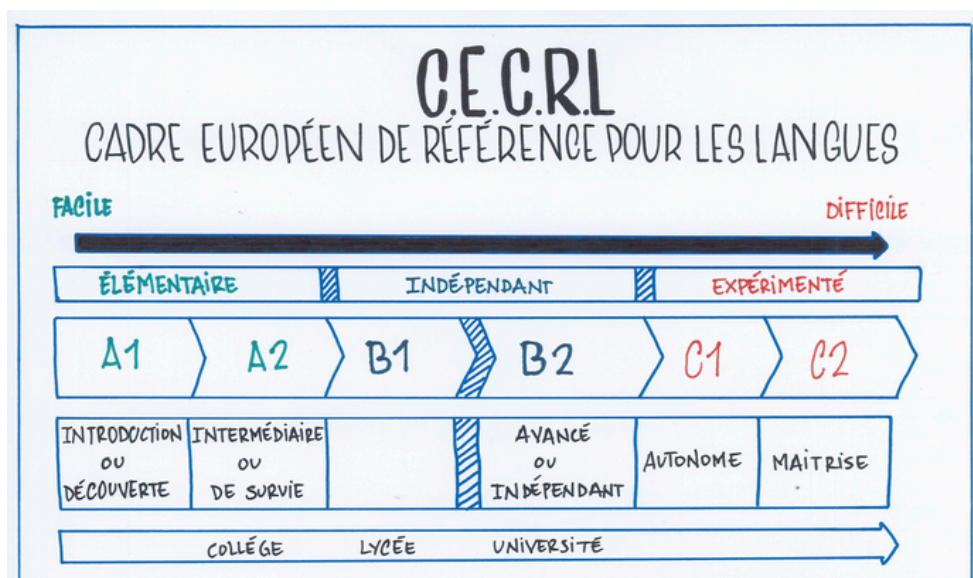 C.E.C.R.L
CADRE EUROPÉEN DE RÉFÉRENCE POUR LES LANGUES
FACILE DIFFICILE
ÉLÉMENTAIRE INDÉPENDANT EXPÉRIMENTÉ
A1 A2 B1 B2 C1 C2
INTRODUCTION
OU
DÉCOUVERTE
INTERMÉDIAIRE
OU
DE SURVIE
AVANCÉ
OU
INDÉPENDANT
AUTONOME
MAITRISE
COLLÉGE LYCÉE UNIVERSITÉ